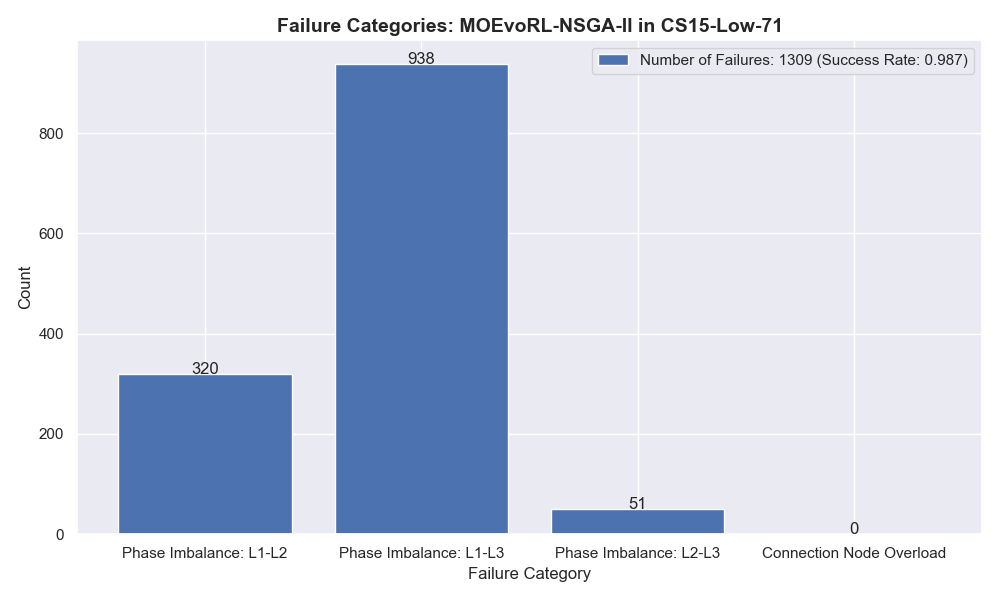 Failure Categories: MOEvoRL-NSGA-II in CS15-Low-71
Number of Failures: 1309 (Success Rate: 0.987)
Count
800
600
400
200
0
320
938
51
0
Phase Imbalance: L1-L2
Phase Imbalance: L1-L3
Phase Imbalance: L2-L3
Connection Node Overload
Failure Category